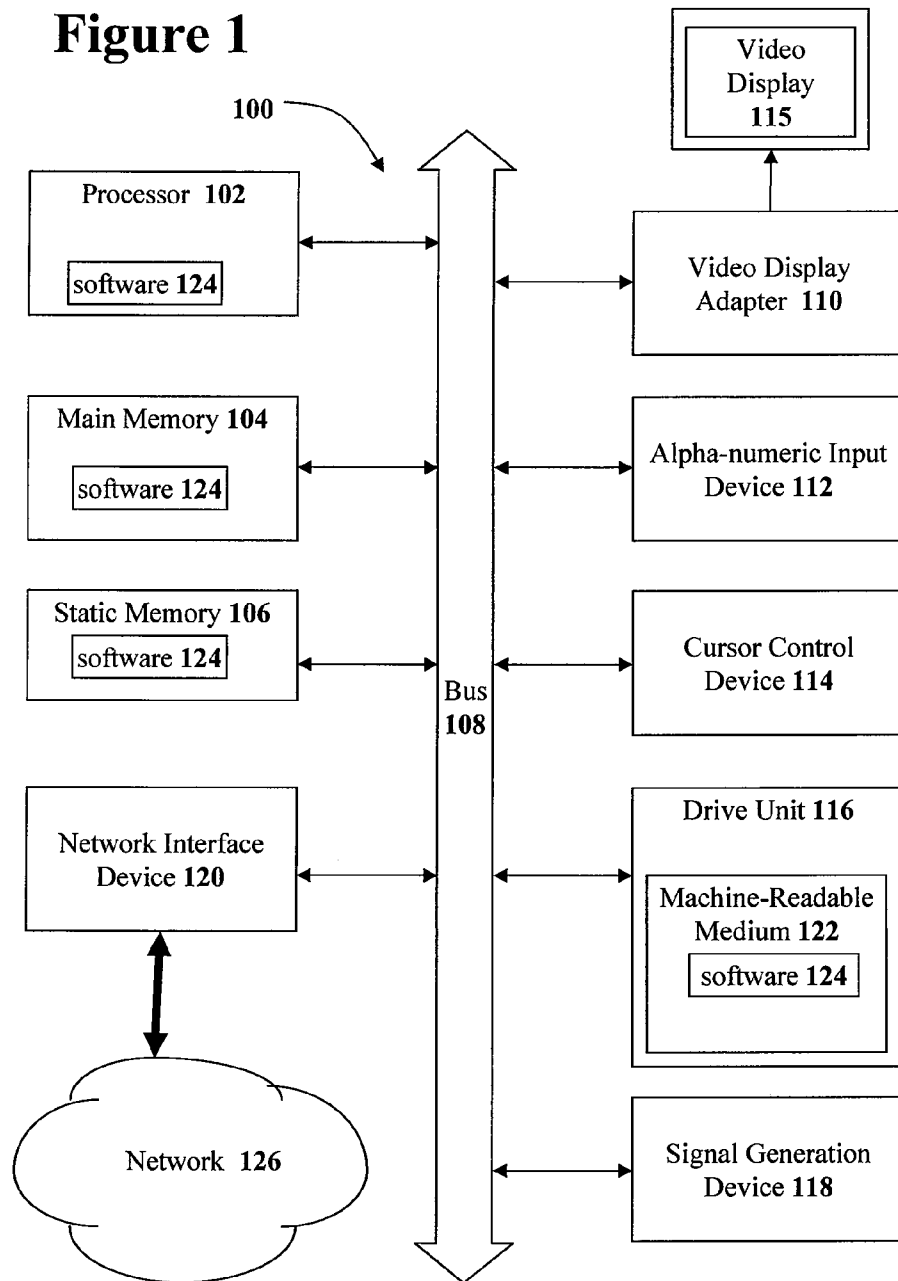 Figure 1
100
Video
Display
115
Processor 102
software 124
Video Display
Adapter 110
Main Memory 104
software 124
Alpha-numeric Input
Device 112
Static Memory 106
software 124
Cursor Control
Device 114
Bus
108
Network Interface
Device 120
Drive Unit 116
Machine-Readable
Medium 122
software 124
Network 126
Signal Generation
Device 118